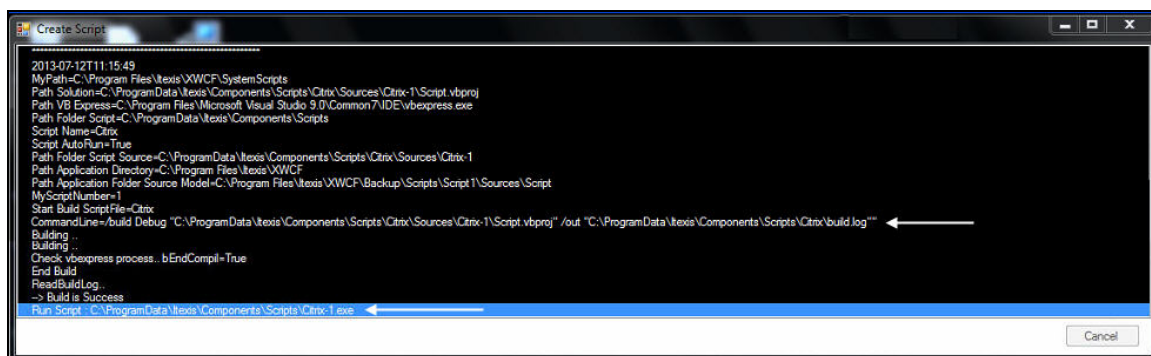 Create Script
************************************************************
2013-07-12T11:15:49
MyPath=C:\Program Files\Itexis\XWCF\SystemScripts
Path Solution=C:\ProgramData\Itexis\Components\Scripts\Citrix\Sources\Citrix-1\Script.vbproj
Path VB Express=C:\Program Files\Microsoft Visual Studio 9.0\Common7\IDE\vbexpress.exe
Path Folder Script=C:\ProgramData\Itexis\Components\Scripts
Script Name=Citrix
Script AutoRun=True
Path Folder Script Source=C:\ProgramData\Itexis\Components\Scripts\Citrix\Sources\Citrix-1
Path Application Directory=C:\Program Files\Itexis\XWCF
Path Application Folder Source Model=C:\Program Files\Itexis\XWCF\Backup\Scripts\Script1\Sources\Script
MyScriptNumber=1
Start Build ScriptFile=Citrix
CommandLine=/build Debug "C:\ProgramData\Itexis\Components\Scripts\Citrix\Sources\Citrix-1\Script.vbproj" /out "C:\ProgramData\Itexis\Components\Scripts\Citrix\build.log""
Building ..
Building ..
Check vbexpress process.. bEndCompil=True
End Build
ReadBuildLog..
--> Build is Success
Run Script : C:\ProgramData\Itexis\Components\Scripts\Citrix-1.exe
Cancel